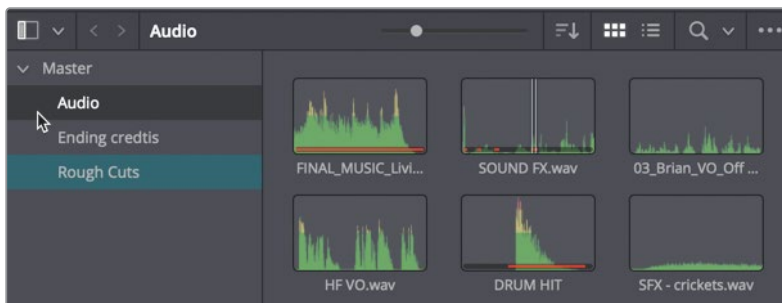 Audio
Master
Audio
Ending credtis
Rough Cuts
FINAL_MUSIC_Livi...
SOUND FX.wav
03_Brian_VO_Off ...
HF VO.wav
DRUM HIT
SFX - crickets.wav